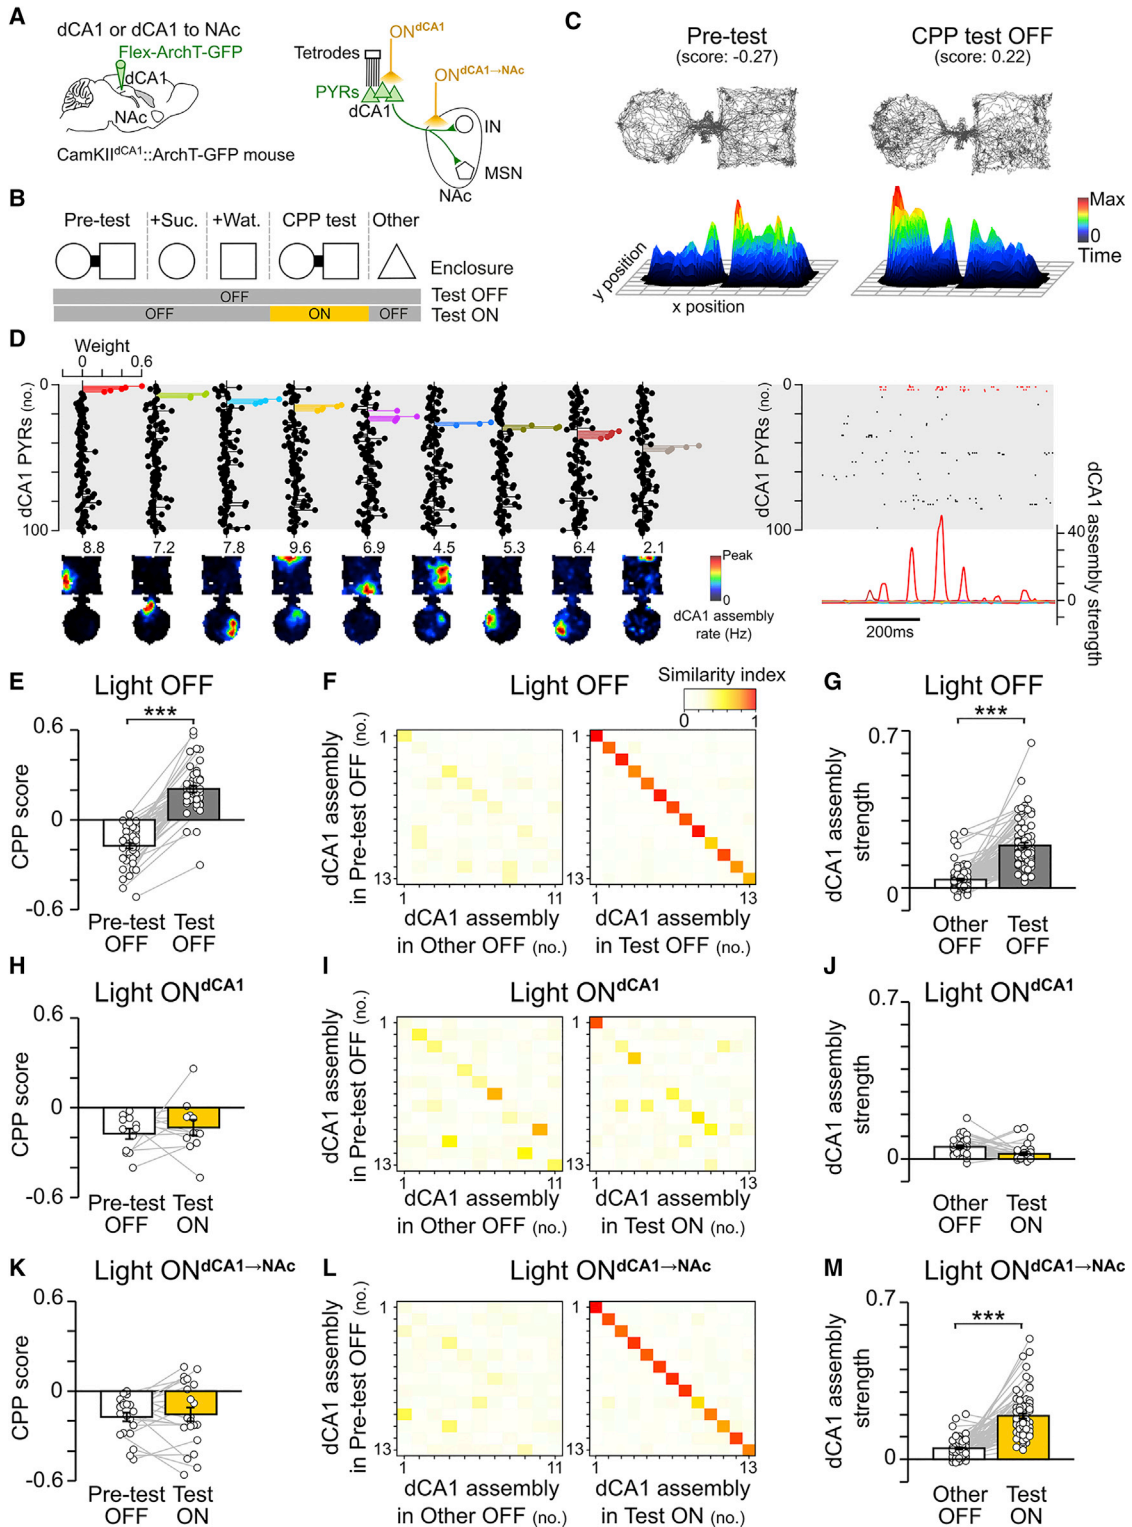 A
dCA1 or dCA1 to NAc
Flex-ArchT-GFP
dCA1
NAc
CamKII^dCA1::ArchT-GFP mouse
ON^dCA1
Tetrodes
ON^dCA1→NAc
PYRs
dCA1
IN
MSN
NAc
B
Pre-test +Suc. +Wat. CPP test Other
Enclosure
OFF Test OFF
OFF ON OFF Test ON
C
Pre-test
(score: -0.27)
CPP test OFF
(score: 0.22)
y position
x position
Max
0
Time
D
Weight
0 0.6
0
dCA1 PYRs (no.)
100
8.8 7.2 7.8 9.6 6.9 4.5 5.3 6.4 2.1
Peak
0
dCA1 assembly
rate (Hz)
0
dCA1 PYRs (no.)
100
40
0
dCA1 assembly strength
200ms
E
Light OFF
0.6
***
0
CPP score
-0.6
Pre-test Test
OFF OFF
F
Light OFF
Similarity index
0 1
dCA1 assembly
in Pre-test OFF (no.)
1
13
1 11
dCA1 assembly
in Other OFF (no.)
1 13
dCA1 assembly
in Test OFF (no.)
G
Light OFF
0.7
***
dCA1 assembly
strength
0
Other Test
OFF OFF
H
Light ON^dCA1
0.6
0
CPP score
-0.6
Pre-test Test
OFF ON
I
Light ON^dCA1
dCA1 assembly
in Pre-test OFF (no.)
1
13
1 11
dCA1 assembly
in Other OFF (no.)
1 13
dCA1 assembly
in Test ON (no.)
J
Light ON^dCA1
0.7
dCA1 assembly
strength
0
Other Test
OFF ON
K
Light ON^dCA1→NAc
0.6
0
CPP score
-0.6
Pre-test Test
OFF ON
L
Light ON^dCA1→NAc
dCA1 assembly
in Pre-test OFF (no.)
1
13
1 11
dCA1 assembly
in Other OFF (no.)
1 13
dCA1 assembly
in Test ON (no.)
M
Light ON^dCA1→NAc
0.7
***
dCA1 assembly
strength
0
Other Test
OFF ON